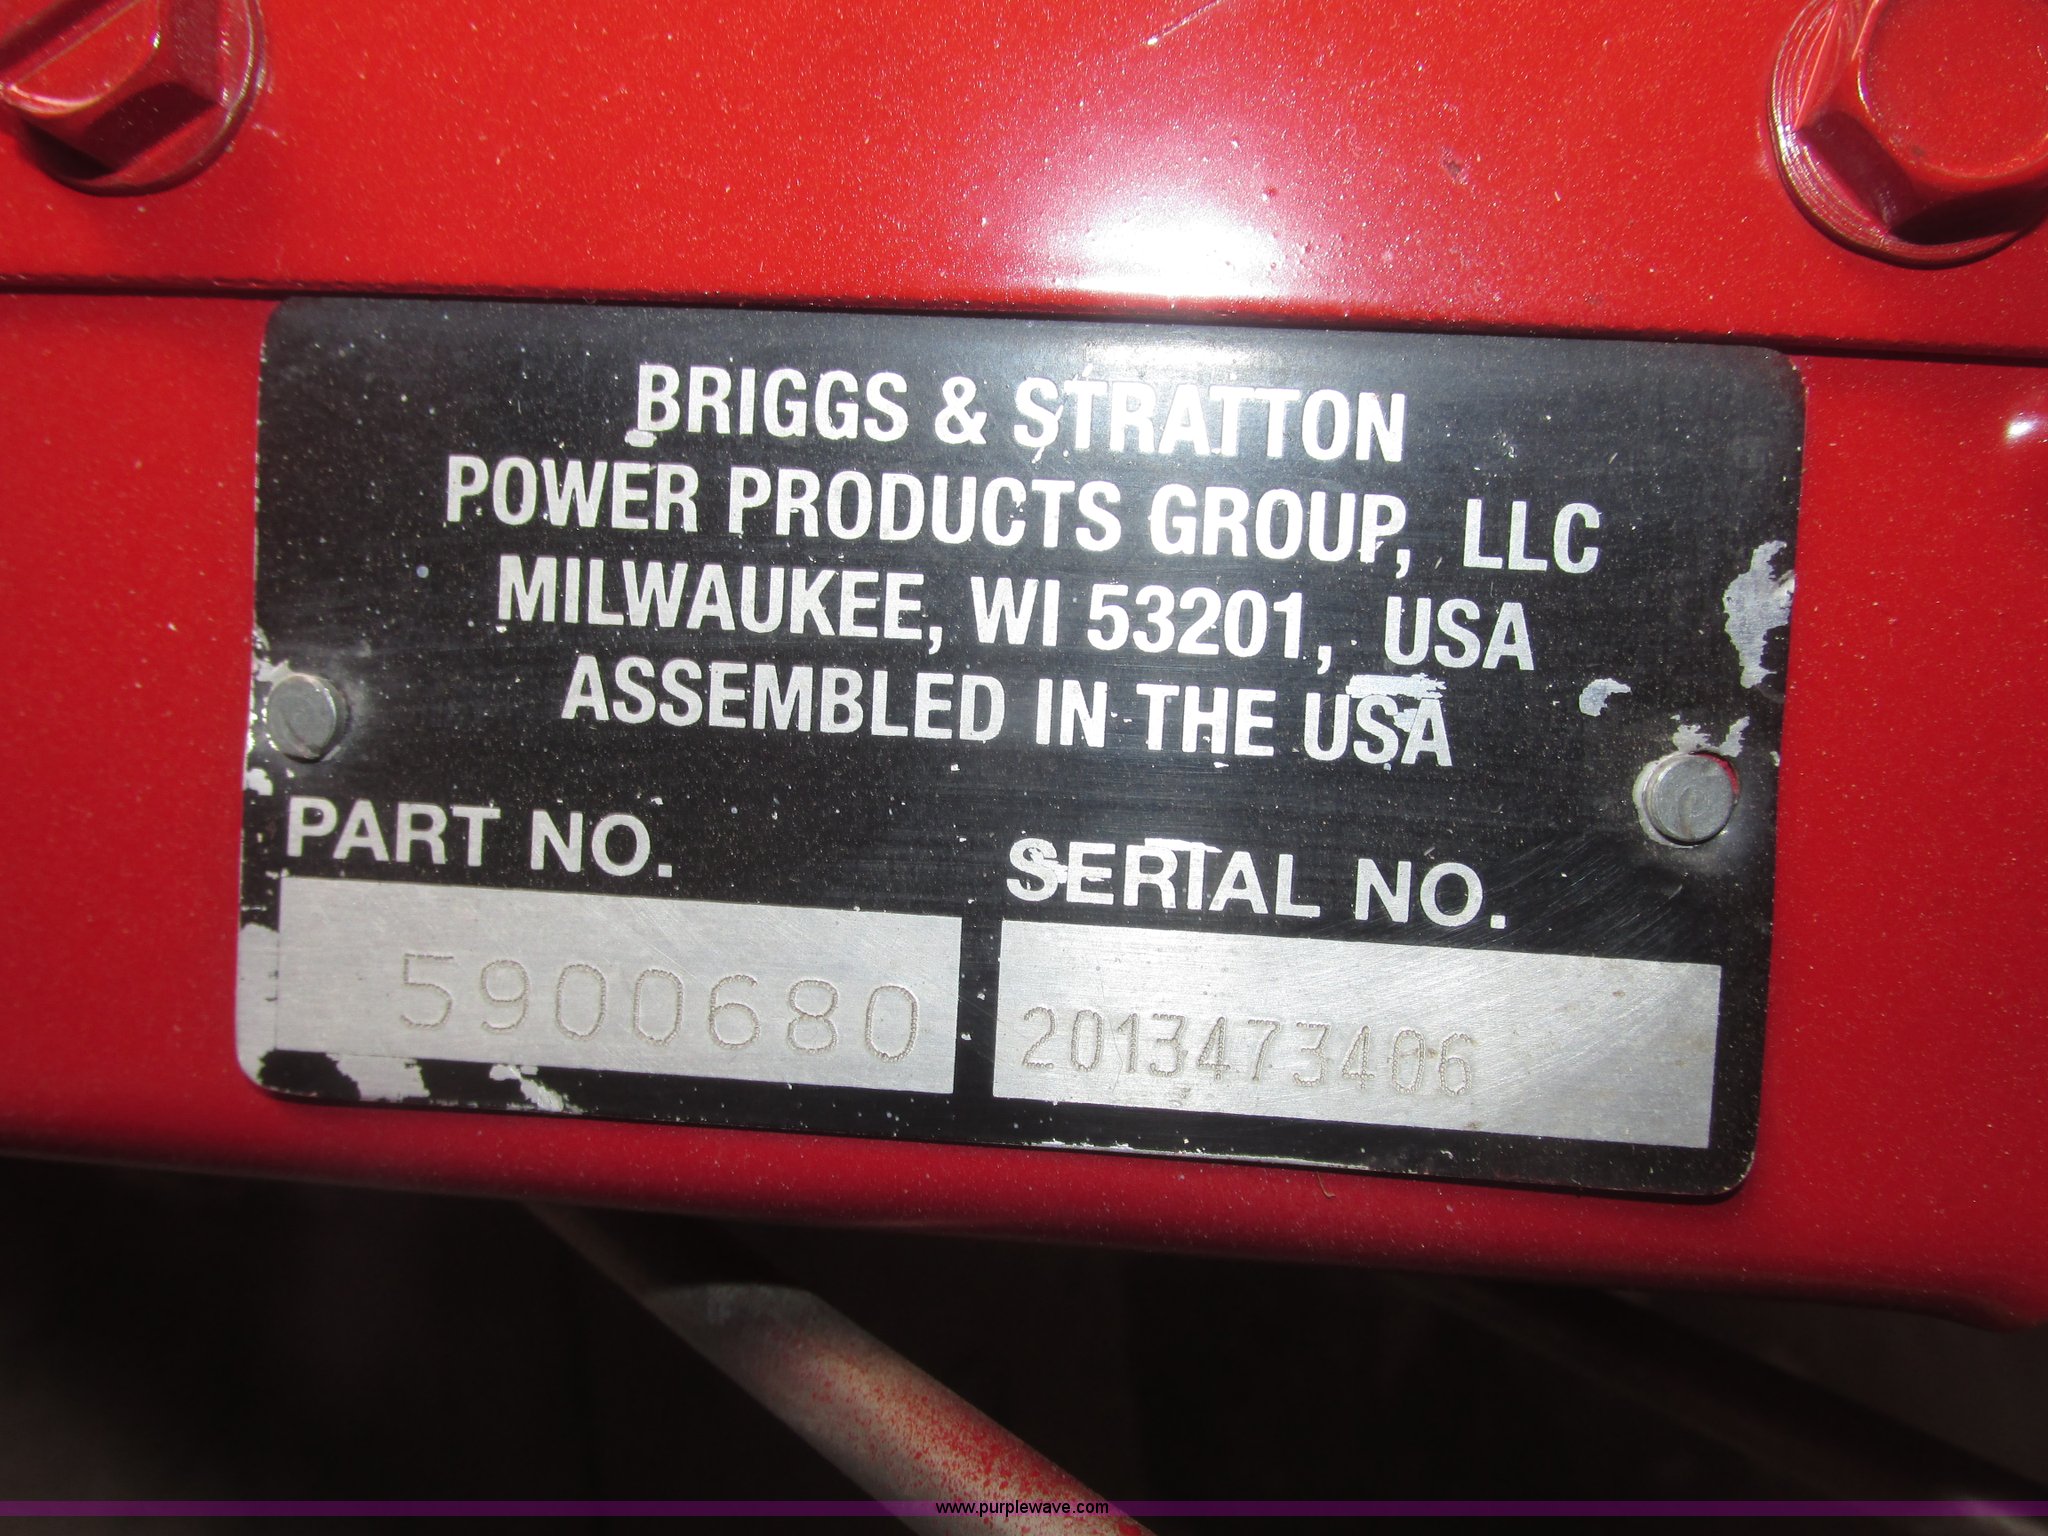 BRIGGS & STRATTON
POWER PRODUCTS GROUP, LLC
MILWAUKEE, WI 53201, USA
ASSEMBLED IN THE USA
PART NO.
5900680
SERIAL NO.
2013473406
www.purplewave.com